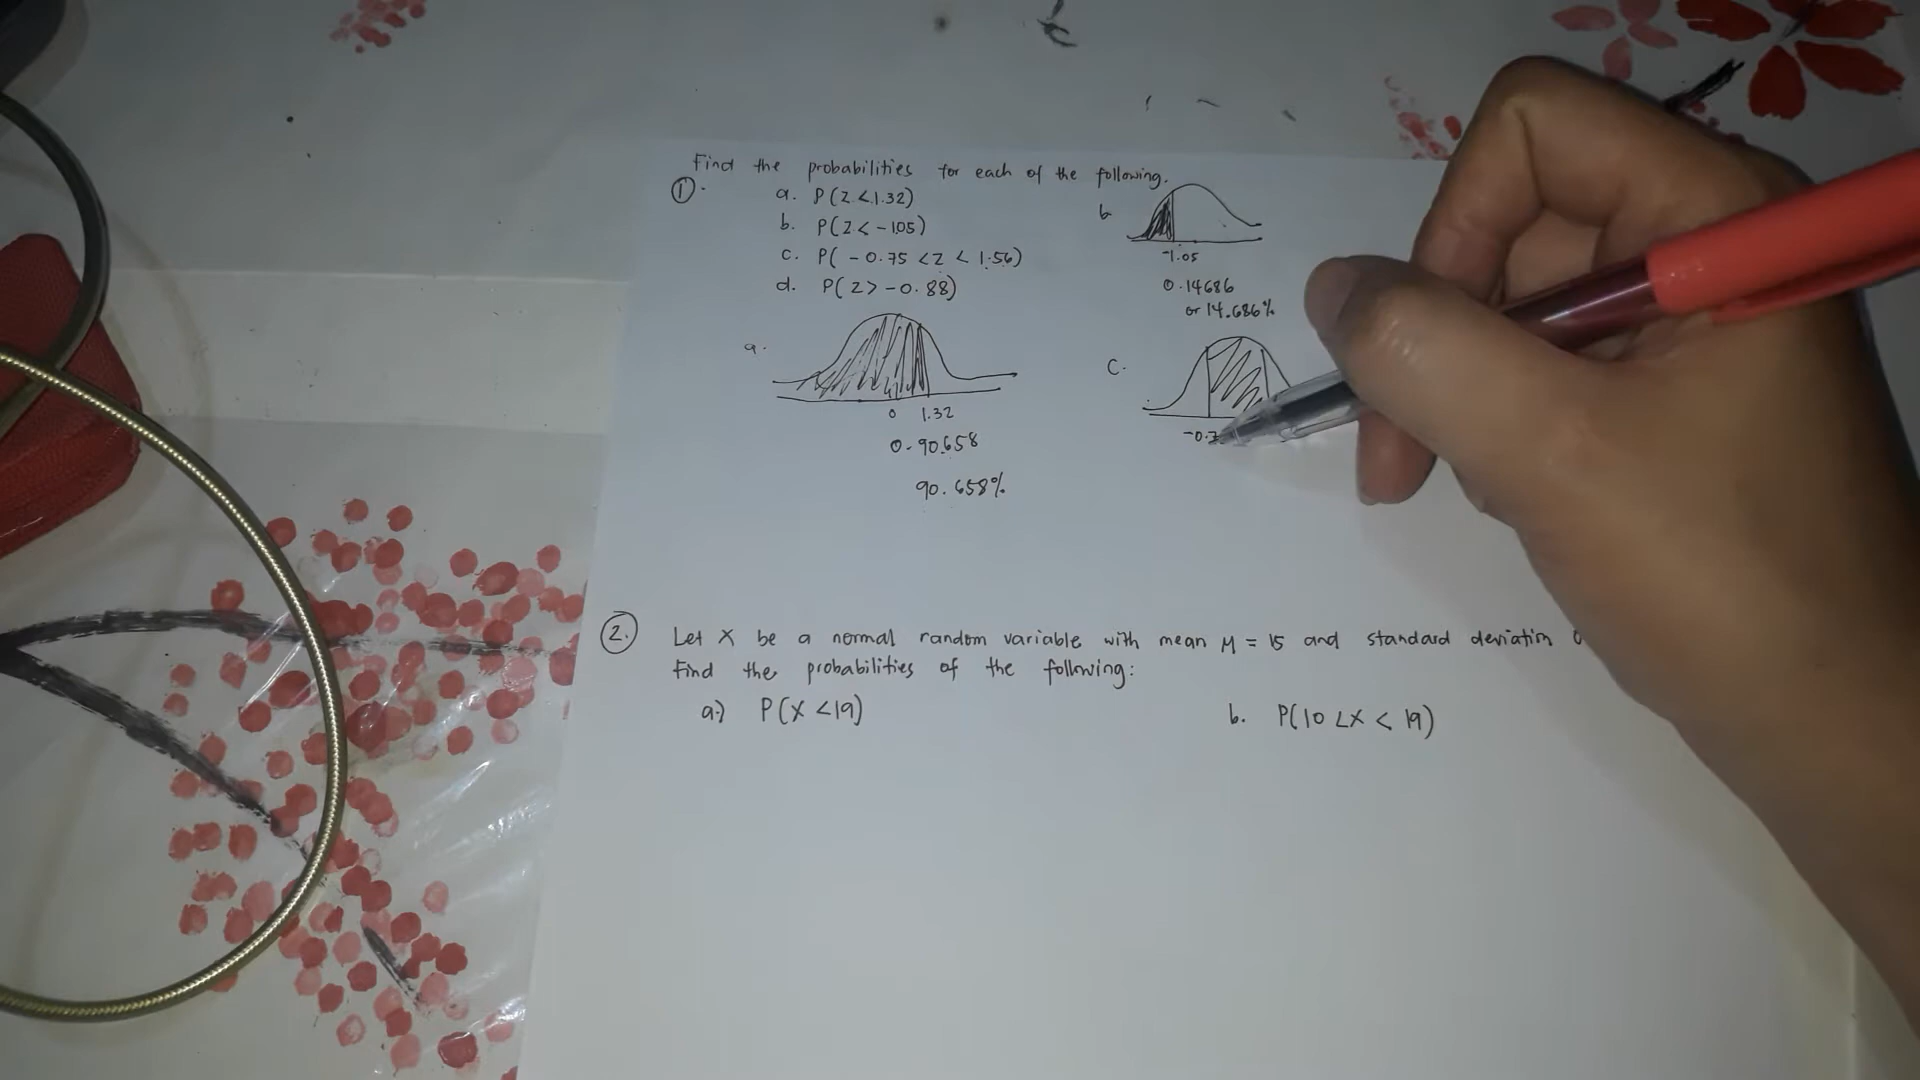 Find the probabilities for each of the following.
1.
a. P(Z < 1.32)
b. P(Z < -1.05)
c. P( -0.75 < Z < 1.56)
d. P(Z > -0.88)
a.
0 1.32
0.90658
90.658%
b
-1.05
0.14686
or 14.686%
c.
2. Let X be a normal random variable with mean μ = 15 and standard deviatin
Find the probabilities of the following:
a.) P(X < 19)
b. P(10 < X < 19)